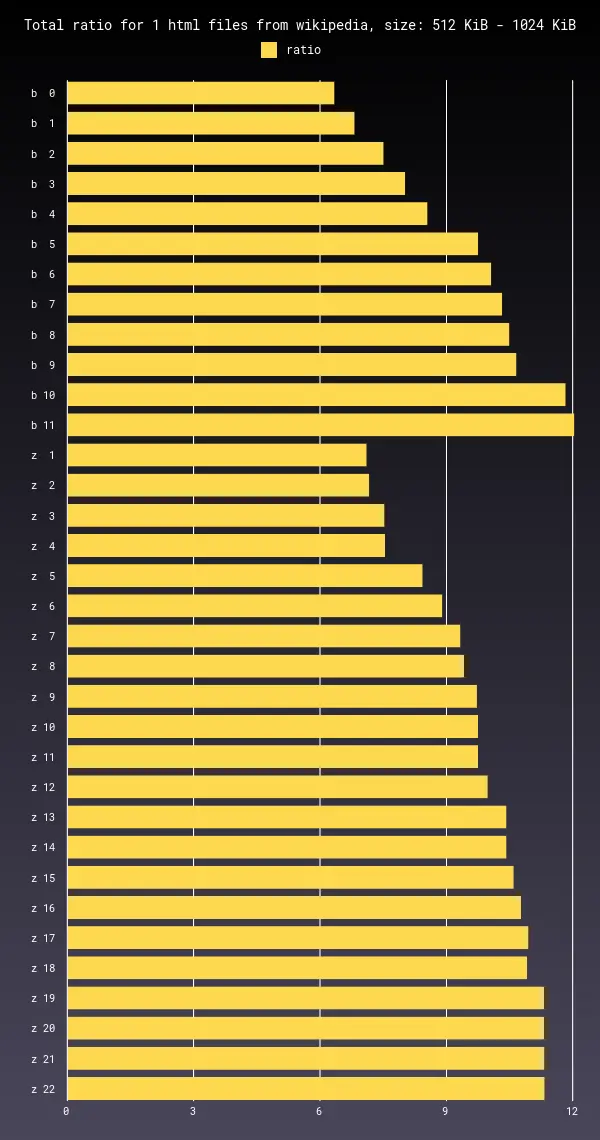 Total ratio for 1 html files from wikipedia, size: 512 KiB - 1024 KiB
ratio
b 0
b 1
b 2
b 3
b 4
b 5
b 6
b 7
b 8
b 9
b 10
b 11
z 1
z 2
z 3
z 4
z 5
z 6
z 7
z 8
z 9
z 10
z 11
z 12
z 13
z 14
z 15
z 16
z 17
z 18
z 19
z 20
z 21
z 22
0 3 6 9 12